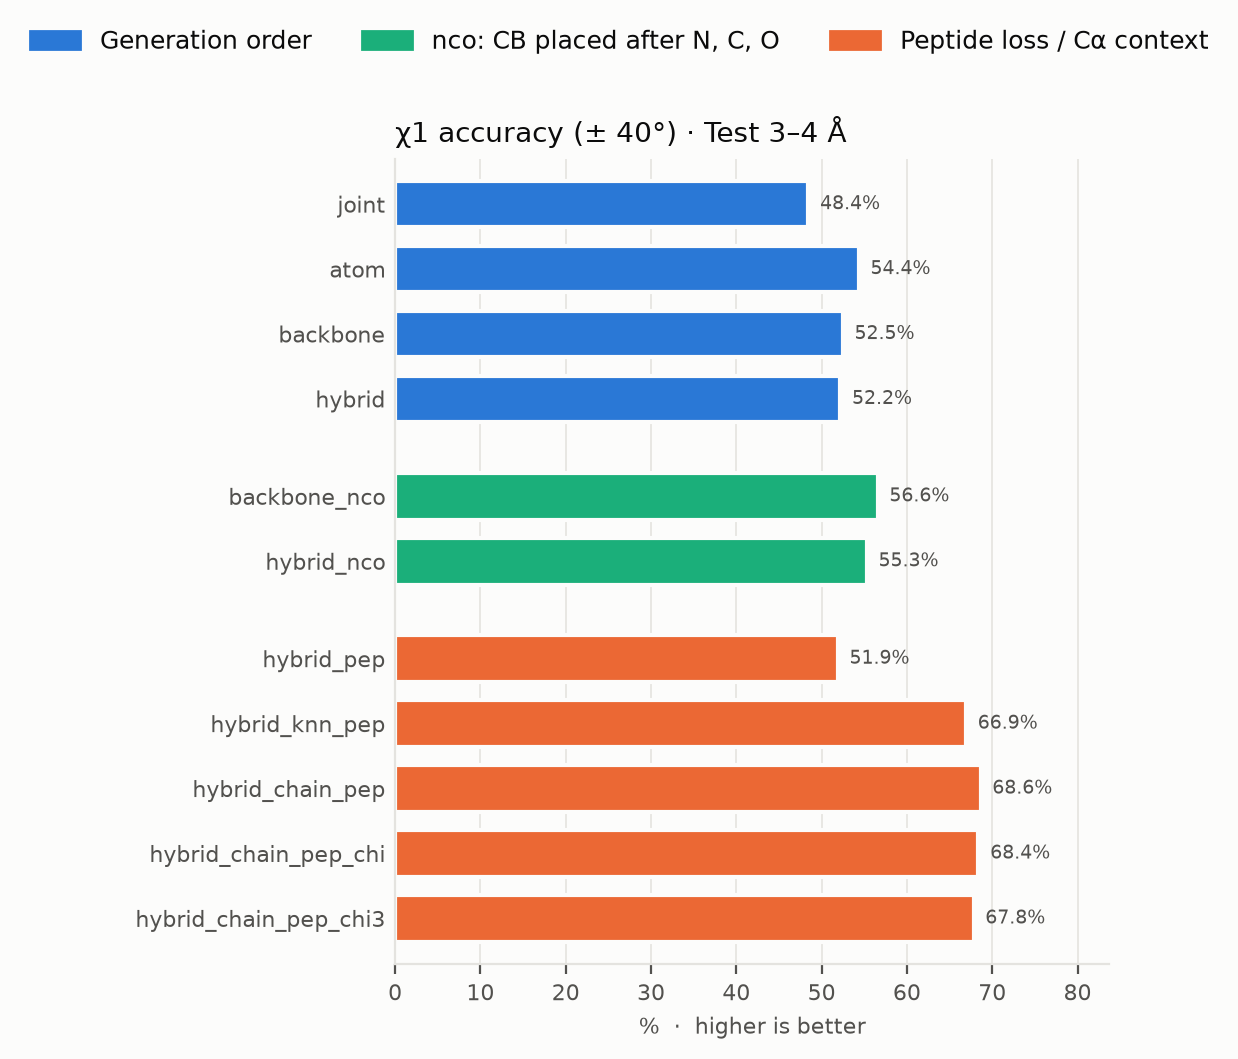 Generation order
nco: CB placed after N, C, O
Peptide loss / Cα context
χ1 accuracy (± 40°) · Test 3–4 Å
joint 48.4%
atom 54.4%
backbone 52.5%
hybrid 52.2%
backbone_nco 56.6%
hybrid_nco 55.3%
hybrid_pep 51.9%
hybrid_knn_pep 66.9%
hybrid_chain_pep 68.6%
hybrid_chain_pep_chi 68.4%
hybrid_chain_pep_chi3 67.8%
0 10 20 30 40 50 60 70 80
% · higher is better